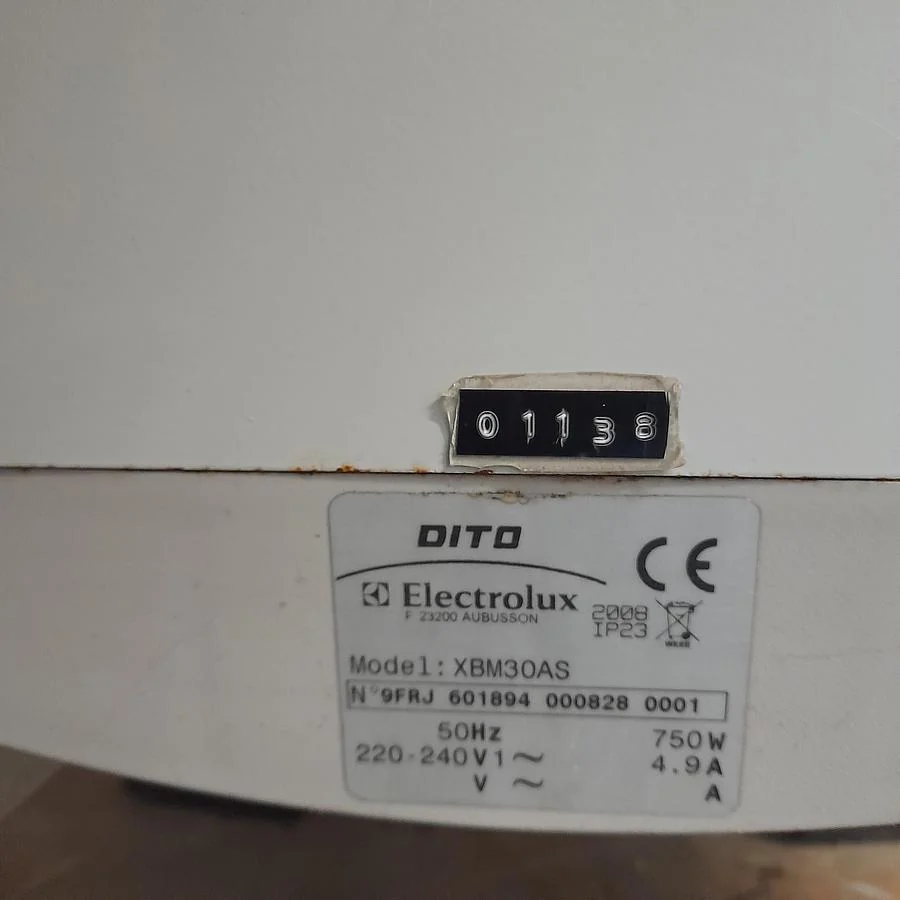 01138
DITO
CE
Electrolux
F 23200 AUBUSSON
2008
IP23
Model: XBM30AS
N°9FRJ 601894 000828 0001
50Hz 750W
220-240V1~ 4.9A
V ~ A